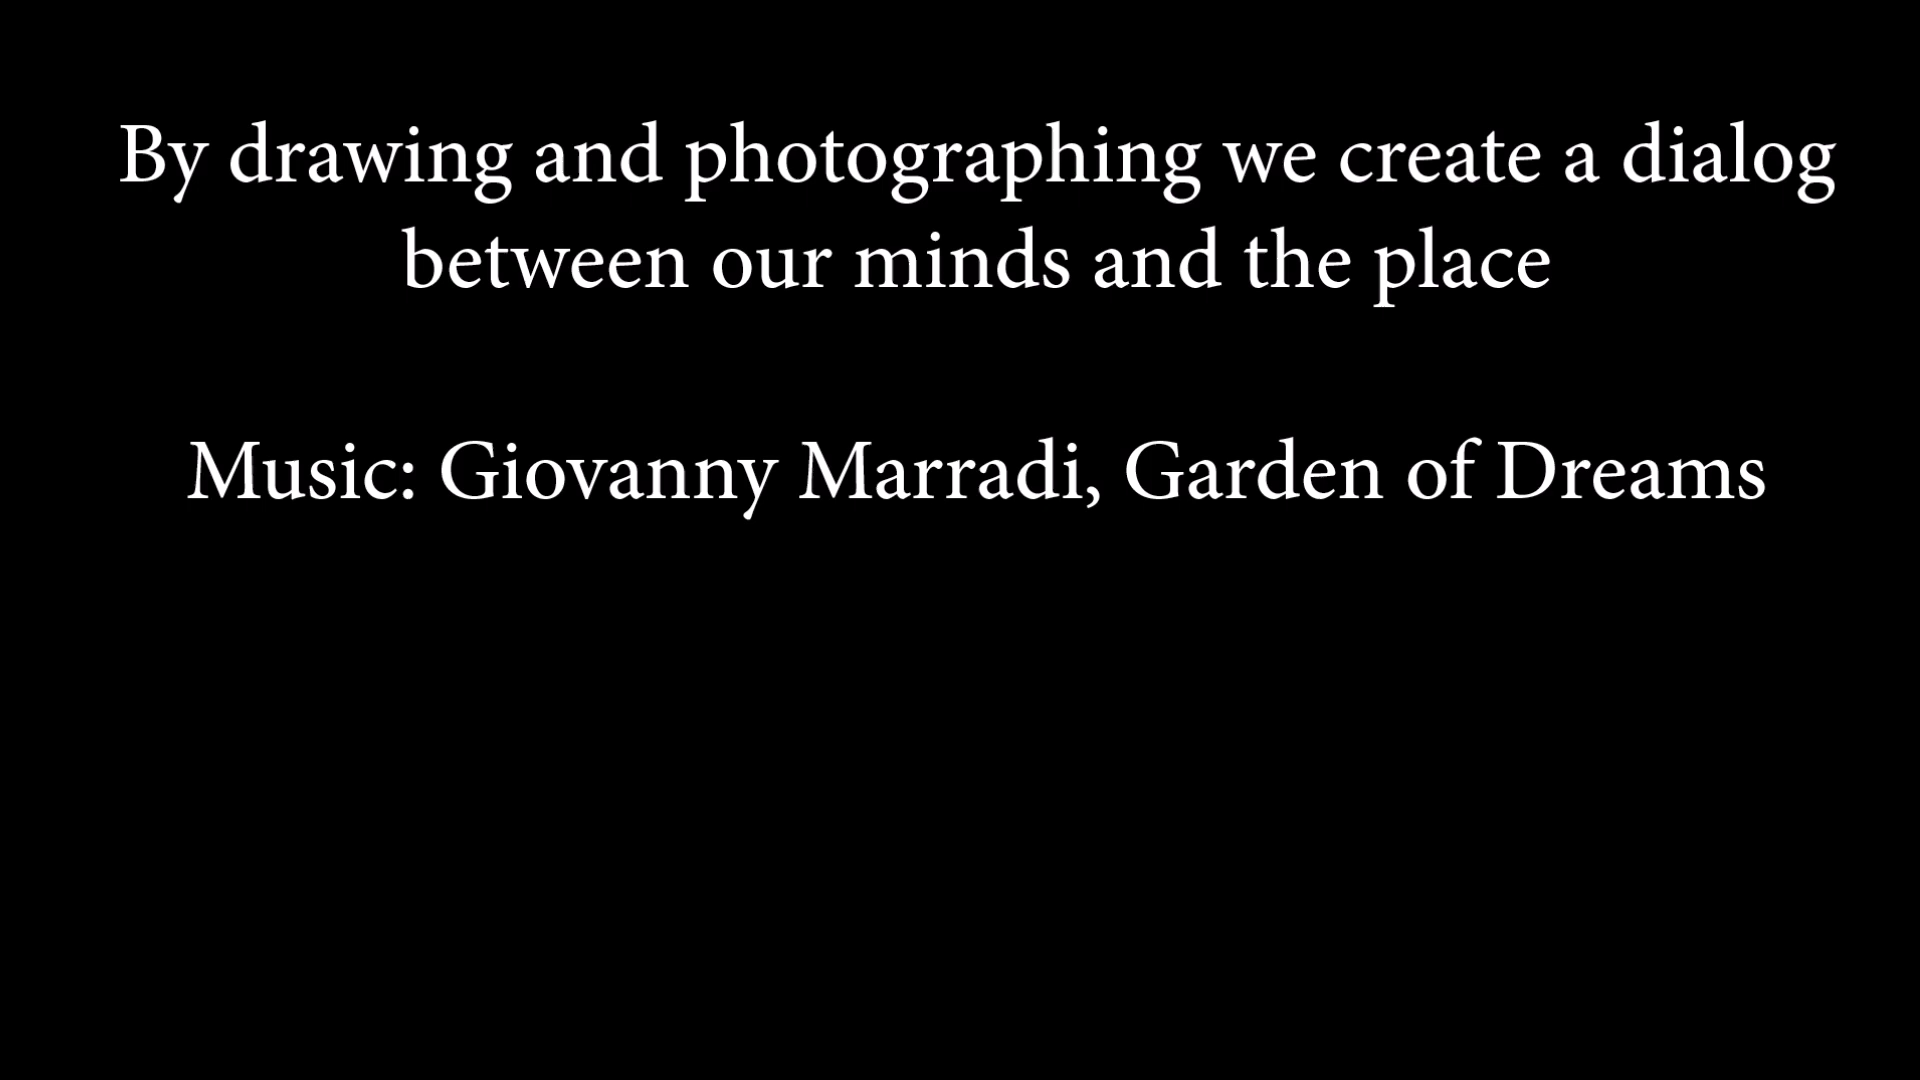 By drawing and photographing we create a dialog
between our minds and the place
Music: Giovanny Marradi, Garden of Dreams